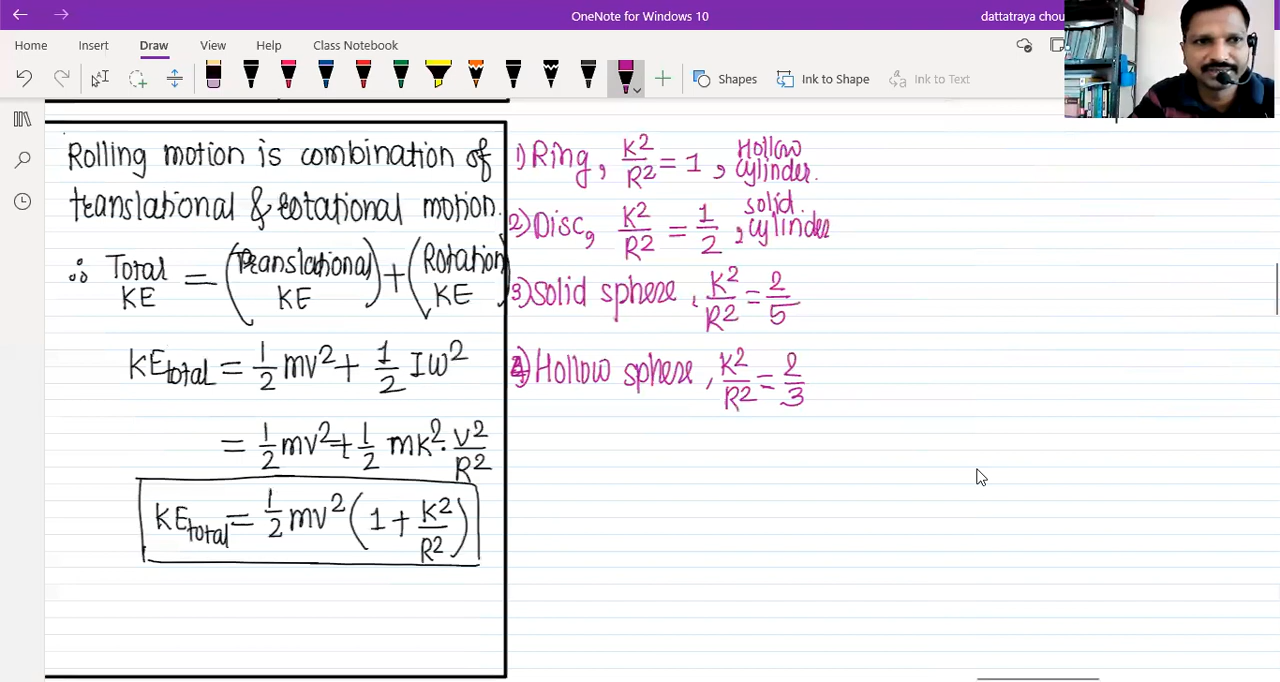 OneNote for Windows 10
dattatraya chou
Home Insert Draw View Help Class Notebook
Shapes Ink to Shape Ink to Text
Rolling motion is combination of
translational & rotational motion.
∴ Total KE = (Translational KE) + (Rotation KE)
KEtotal = 1/2 mv² + 1/2 Iω²
= 1/2 mv² + 1/2 mK² · V²/R²
KEtotal = 1/2 mv² (1 + K²/R²)
1) Ring, K²/R² = 1, Hollow cylinder.
2) Disc, K²/R² = 1/2, solid cylinder
3) Solid sphere, K²/R² = 2/5
4) Hollow sphere, K²/R² = 2/3